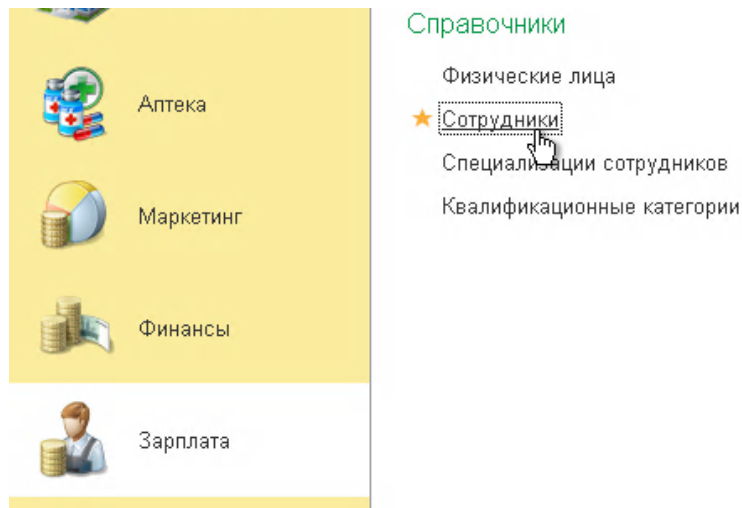 Аптека
Маркетинг
Финансы
Зарплата
Справочники
Физические лица
Сотрудники
Специализации сотрудников
Квалификационные категории